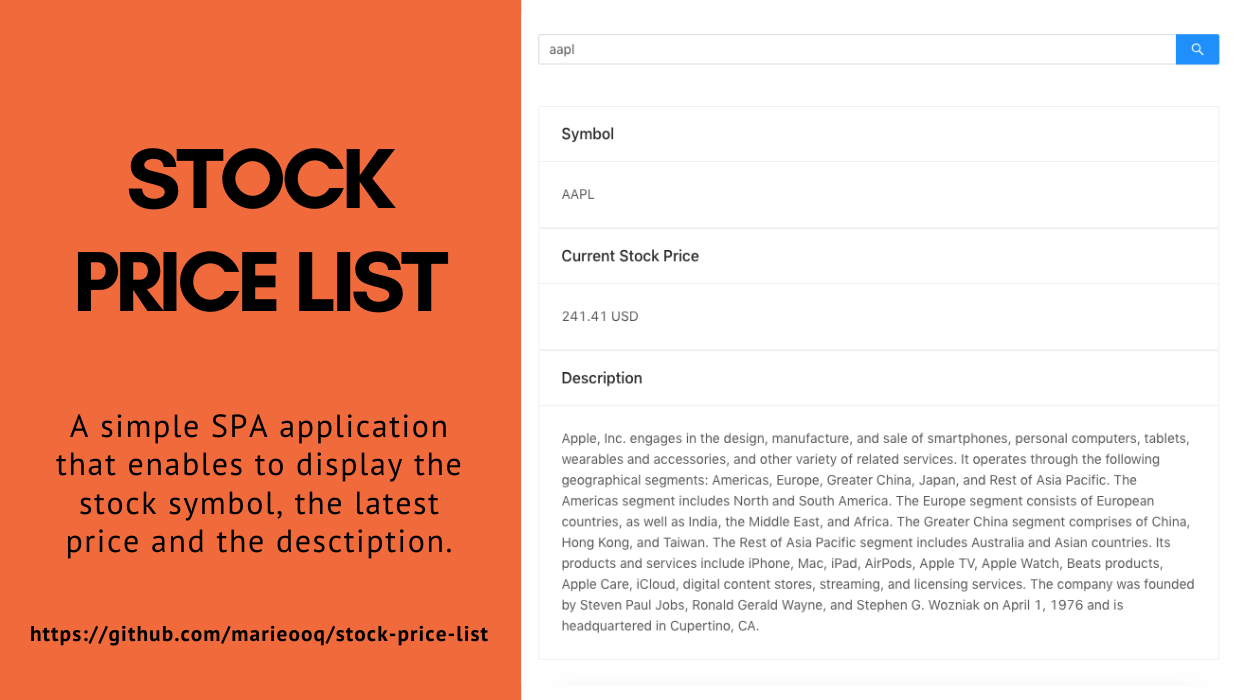 STOCK
PRICE LIST
A simple SPA application
that enables to display the
stock symbol, the latest
price and the desctiption.
https://github.com/marieooq/stock-price-list
aapl
Symbol
AAPL
Current Stock Price
241.41 USD
Description
Apple, Inc. engages in the design, manufacture, and sale of smartphones, personal computers, tablets,
wearables and accessories, and other variety of related services. It operates through the following
geographical segments: Americas, Europe, Greater China, Japan, and Rest of Asia Pacific. The
Americas segment includes North and South America. The Europe segment consists of European
countries, as well as India, the Middle East, and Africa. The Greater China segment comprises of China,
Hong Kong, and Taiwan. The Rest of Asia Pacific segment includes Australia and Asian countries. Its
products and services include iPhone, Mac, iPad, AirPods, Apple TV, Apple Watch, Beats products,
Apple Care, iCloud, digital content stores, streaming, and licensing services. The company was founded
by Steven Paul Jobs, Ronald Gerald Wayne, and Stephen G. Wozniak on April 1, 1976 and is
headquartered in Cupertino, CA.